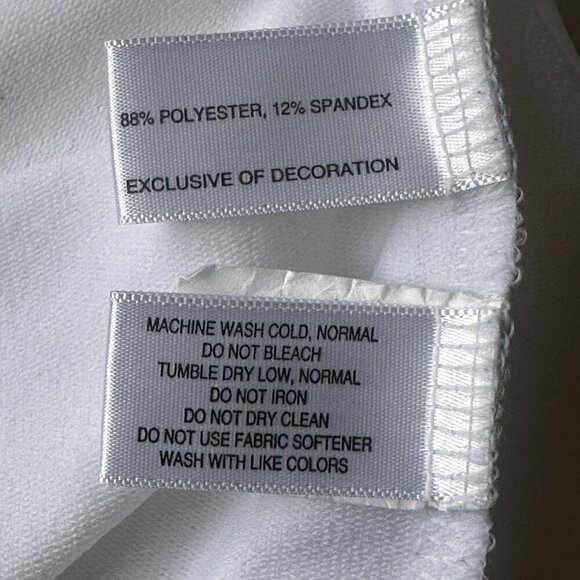 88% POLYESTER, 12% SPANDEX
EXCLUSIVE OF DECORATION
MACHINE WASH COLD, NORMAL
DO NOT BLEACH
TUMBLE DRY LOW, NORMAL
DO NOT IRON
DO NOT DRY CLEAN
DO NOT USE FABRIC SOFTENER
WASH WITH LIKE COLORS